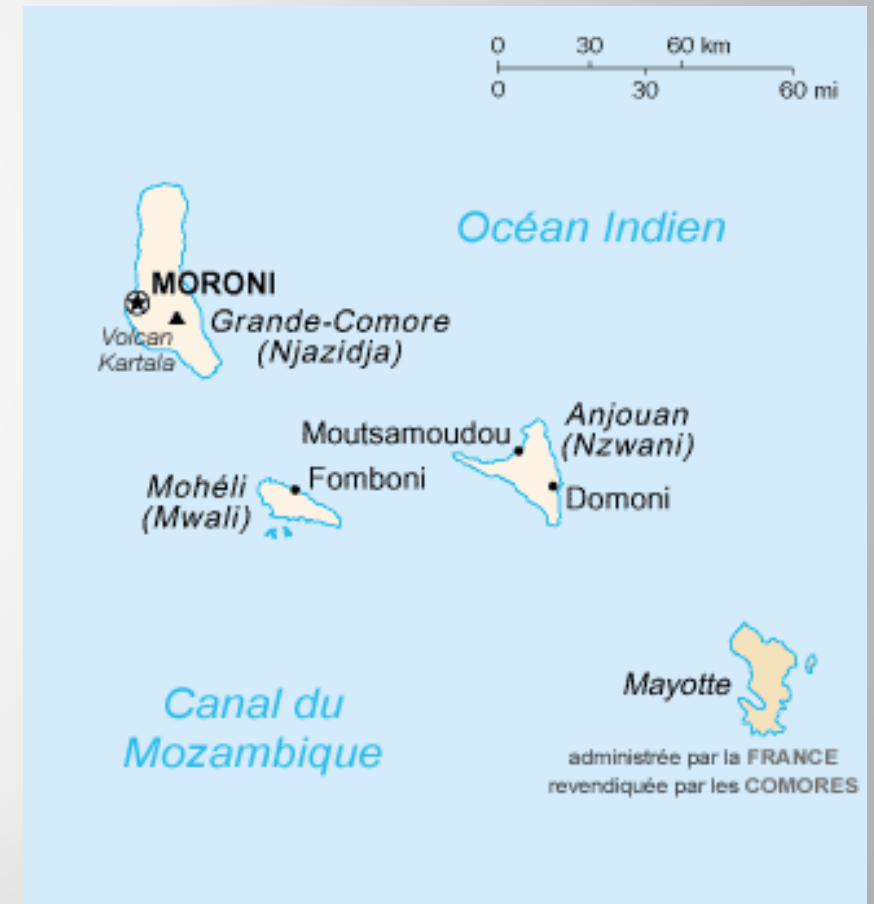 0 30 60 km
0 30 60 mi
Océan Indien
MORONI
Volcan
Kartala
Grande-Comore
(Njazidja)
Moutsamoudou
Anjouan
(Nzwani)
Domoni
Mohéli
(Mwali)
Fomboni
Mayotte
administrée par la FRANCE
revendiquée par les COMORES
Canal du
Mozambique